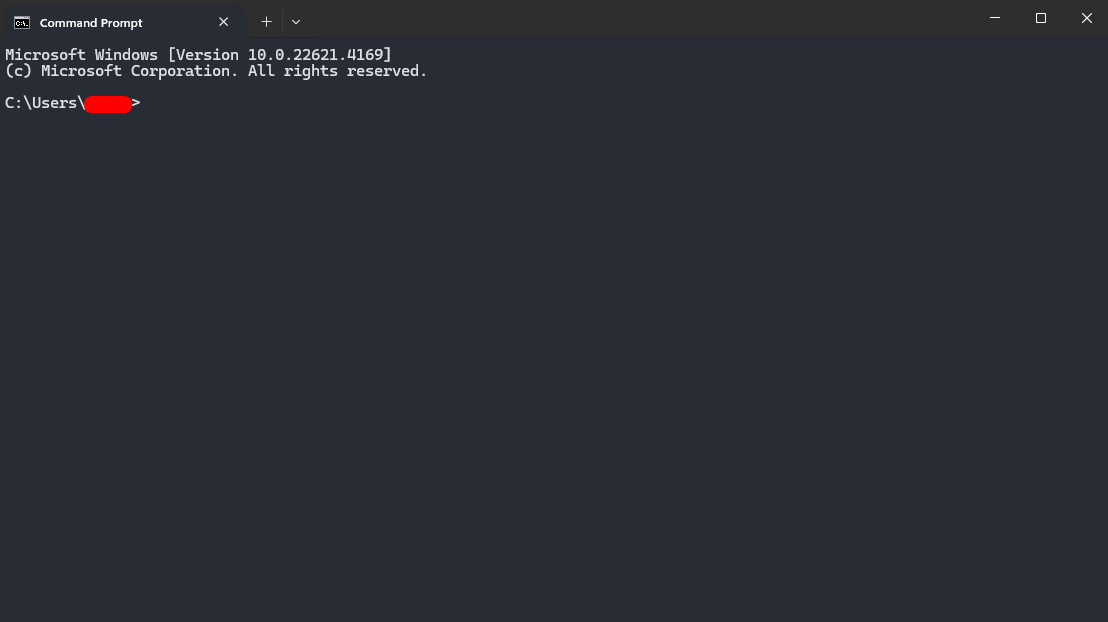 Command Prompt
Microsoft Windows [Version 10.0.22621.4169]
(c) Microsoft Corporation. All rights reserved.
C:\Users\>